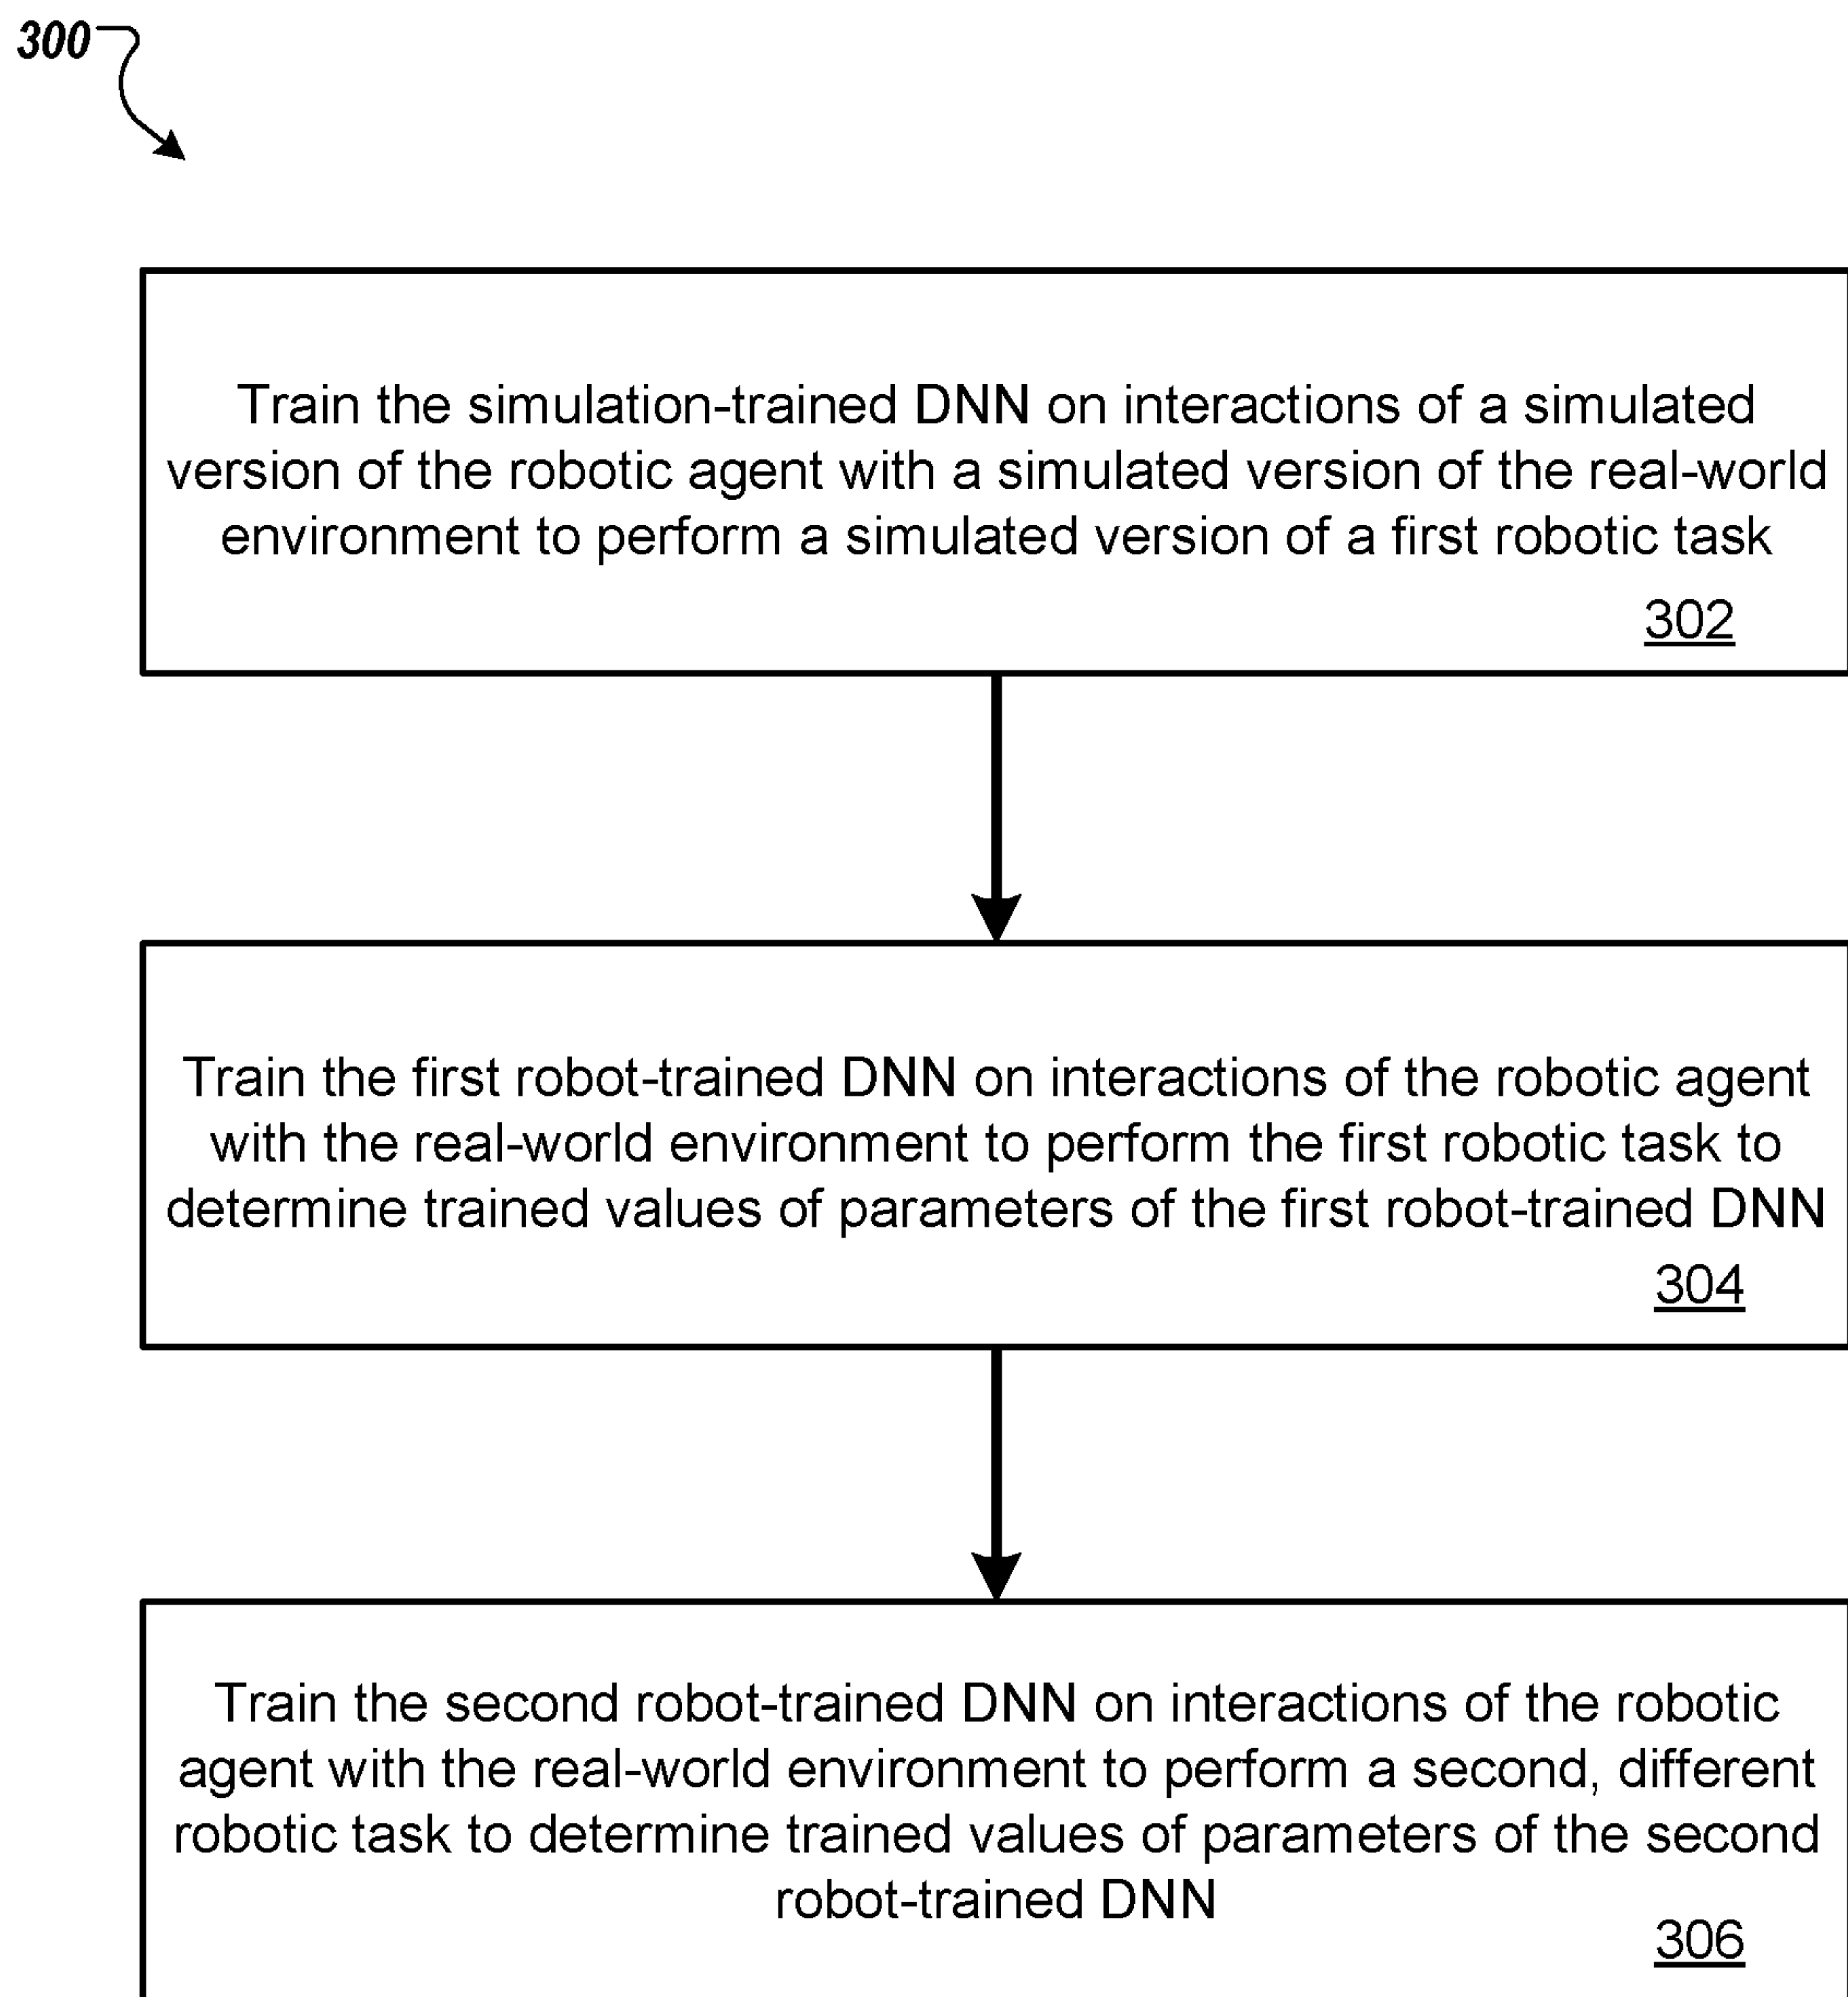 300
Train the simulation-trained DNN on interactions of a simulated
version of the robotic agent with a simulated version of the real-world
environment to perform a simulated version of a first robotic task
302
Train the first robot-trained DNN on interactions of the robotic agent
with the real-world environment to perform the first robotic task to
determine trained values of parameters of the first robot-trained DNN
304
Train the second robot-trained DNN on interactions of the robotic
agent with the real-world environment to perform a second, different
robotic task to determine trained values of parameters of the second
robot-trained DNN
306